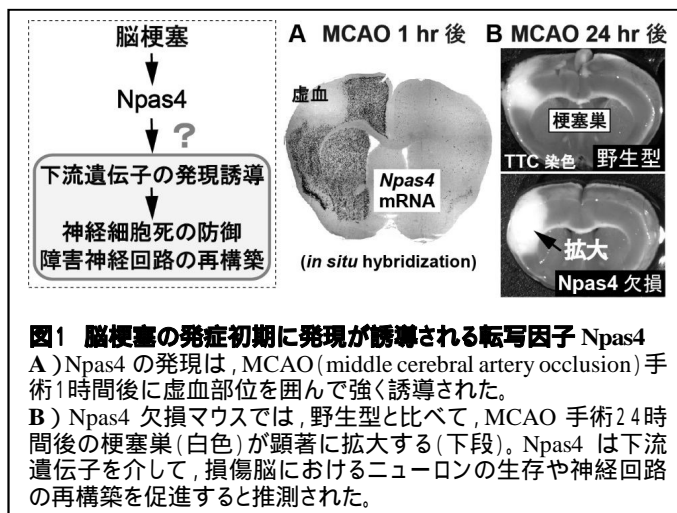 脳梗塞
Npas4
?
下流遺伝子の発現誘導
神経細胞死の防御
障害神経回路の再構築
A MCAO 1 hr 後
虚血
Npas4
mRNA
(in situ hybridization)
B MCAO 24 hr 後
梗塞巣
TTC 染色 野生型
拡大
Npas4 欠損
図1 脳梗塞の発症初期に発現が誘導される転写因子 Npas4
A)Npas4 の発現は,MCAO(middle cerebral artery occlusion)手
術1時間後に虚血部位を囲んで強く誘導された。
B) Npas4 欠損マウスでは,野生型と比べて,MCAO 手術24時
間後の梗塞巣(白色)が顕著に拡大する(下段)。Npas4 は下流
遺伝子を介して,損傷脳におけるニューロンの生存や神経回路
の再構築を促進すると推測された。